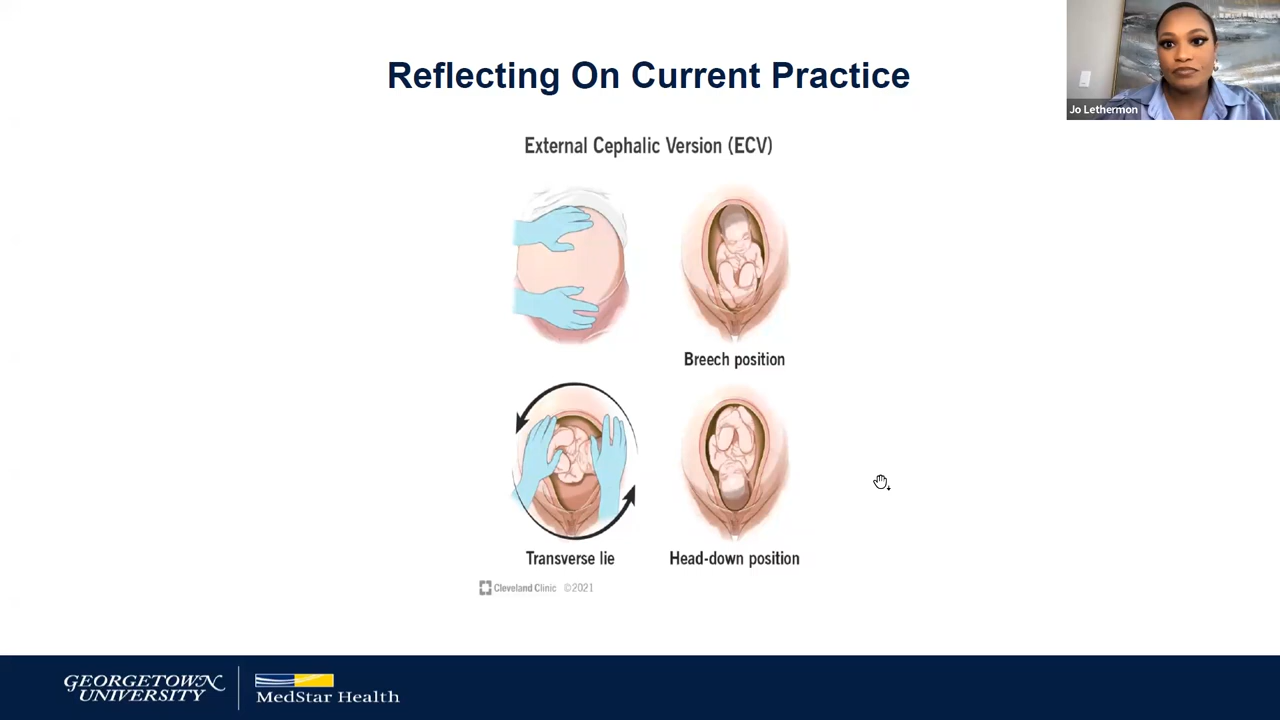 Reflecting On Current Practice
Jo Lethermon
External Cephalic Version (ECV)
Breech position
Transverse lie
Head-down position
Cleveland Clinic ©2021
GEORGETOWN
UNIVERSITY
MedStar Health